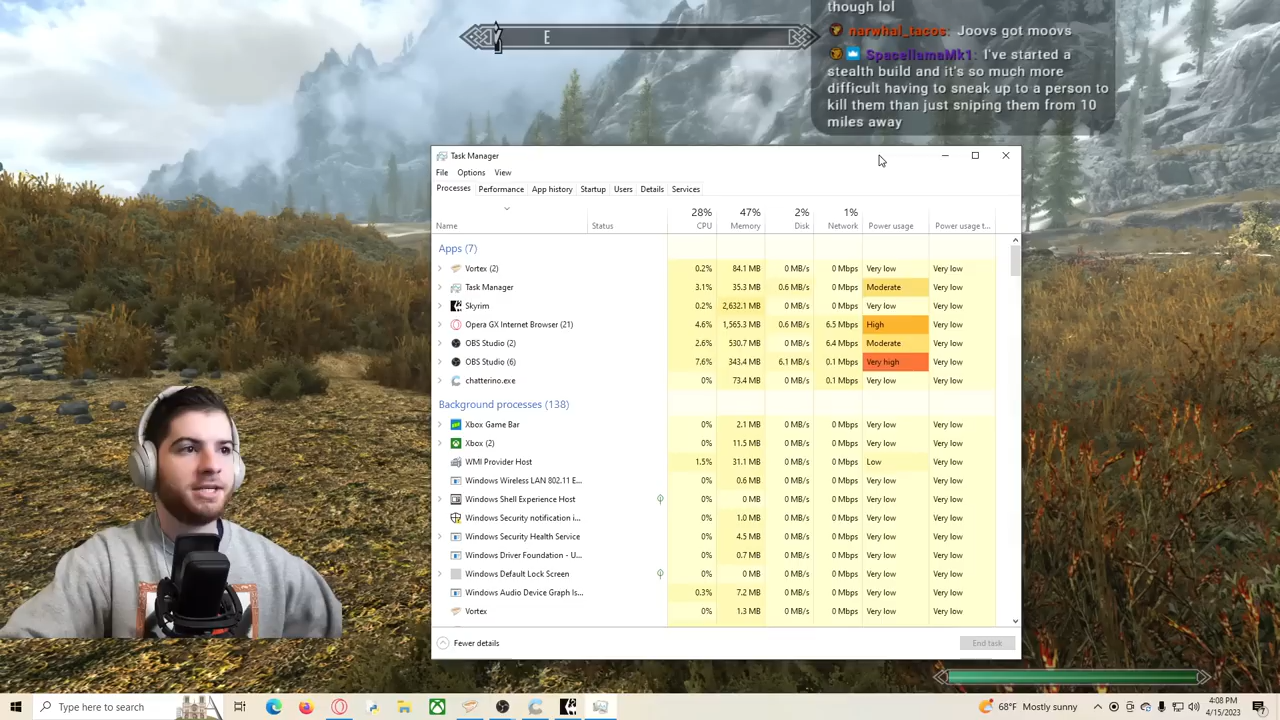 though lol
narwhal_tacos: Joovs got moovs
SpacellamaMk1: I've started a
stealth build and it's so much more
difficult having to sneak up to a person to
kill them than just sniping them from 10
miles away
E
Task Manager
File Options View
Processes Performance App history Startup Users Details Services
28% 47% 2% 1%
Name Status CPU Memory Disk Network Power usage Power usage t...
Apps (7)
Vortex (2) 0.2% 84.1 MB 0 MB/s 0 Mbps Very low Very low
Task Manager 3.1% 35.3 MB 0.6 MB/s 0 Mbps Moderate Very low
Skyrim 0.2% 2,632.1 MB 0 MB/s 0 Mbps Very low Very low
Opera GX Internet Browser (21) 4.6% 1,565.3 MB 0.6 MB/s 6.5 Mbps High Very low
OBS Studio (2) 2.6% 530.7 MB 0 MB/s 6.4 Mbps Moderate Very low
OBS Studio (6) 7.6% 343.4 MB 6.1 MB/s 0.1 Mbps Very high Very low
chatterino.exe 0% 73.4 MB 0 MB/s 0.1 Mbps Very low Very low
Background processes (138)
Xbox Game Bar 0% 2.1 MB 0 MB/s 0 Mbps Very low Very low
Xbox (2) 0% 11.5 MB 0 MB/s 0 Mbps Very low Very low
WMI Provider Host 1.5% 31.1 MB 0 MB/s 0 Mbps Low Very low
Windows Wireless LAN 802.11 E... 0% 0.6 MB 0 MB/s 0 Mbps Very low Very low
Windows Shell Experience Host 0% 0 MB 0 MB/s 0 Mbps Very low Very low
Windows Security notification i... 0% 1.0 MB 0 MB/s 0 Mbps Very low Very low
Windows Security Health Service 0% 4.5 MB 0 MB/s 0 Mbps Very low Very low
Windows Driver Foundation - U... 0% 0.7 MB 0 MB/s 0 Mbps Very low Very low
Windows Default Lock Screen 0% 0 MB 0 MB/s 0 Mbps Very low Very low
Windows Audio Device Graph Is... 0.3% 7.2 MB 0 MB/s 0 Mbps Very low Very low
Vortex 0% 1.3 MB 0 MB/s 0 Mbps Very low Very low
Fewer details End task
Type here to search 68°F Mostly sunny 4:08 PM
4/15/2023